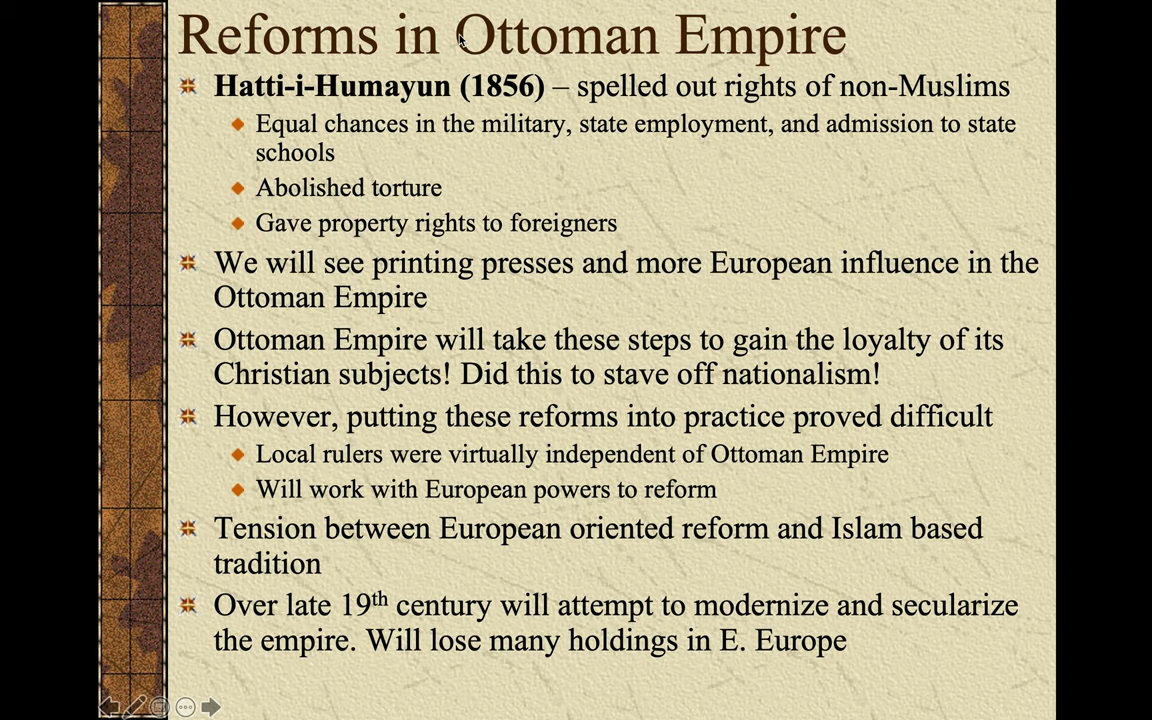 Reforms in Ottoman Empire
Hatti-i-Humayun (1856) – spelled out rights of non-Muslims
Equal chances in the military, state employment, and admission to state
schools
Abolished torture
Gave property rights to foreigners
We will see printing presses and more European influence in the
Ottoman Empire
Ottoman Empire will take these steps to gain the loyalty of its
Christian subjects! Did this to stave off nationalism!
However, putting these reforms into practice proved difficult
Local rulers were virtually independent of Ottoman Empire
Will work with European powers to reform
Tension between European oriented reform and Islam based
tradition
Over late 19th century will attempt to modernize and secularize
the empire. Will lose many holdings in E. Europe